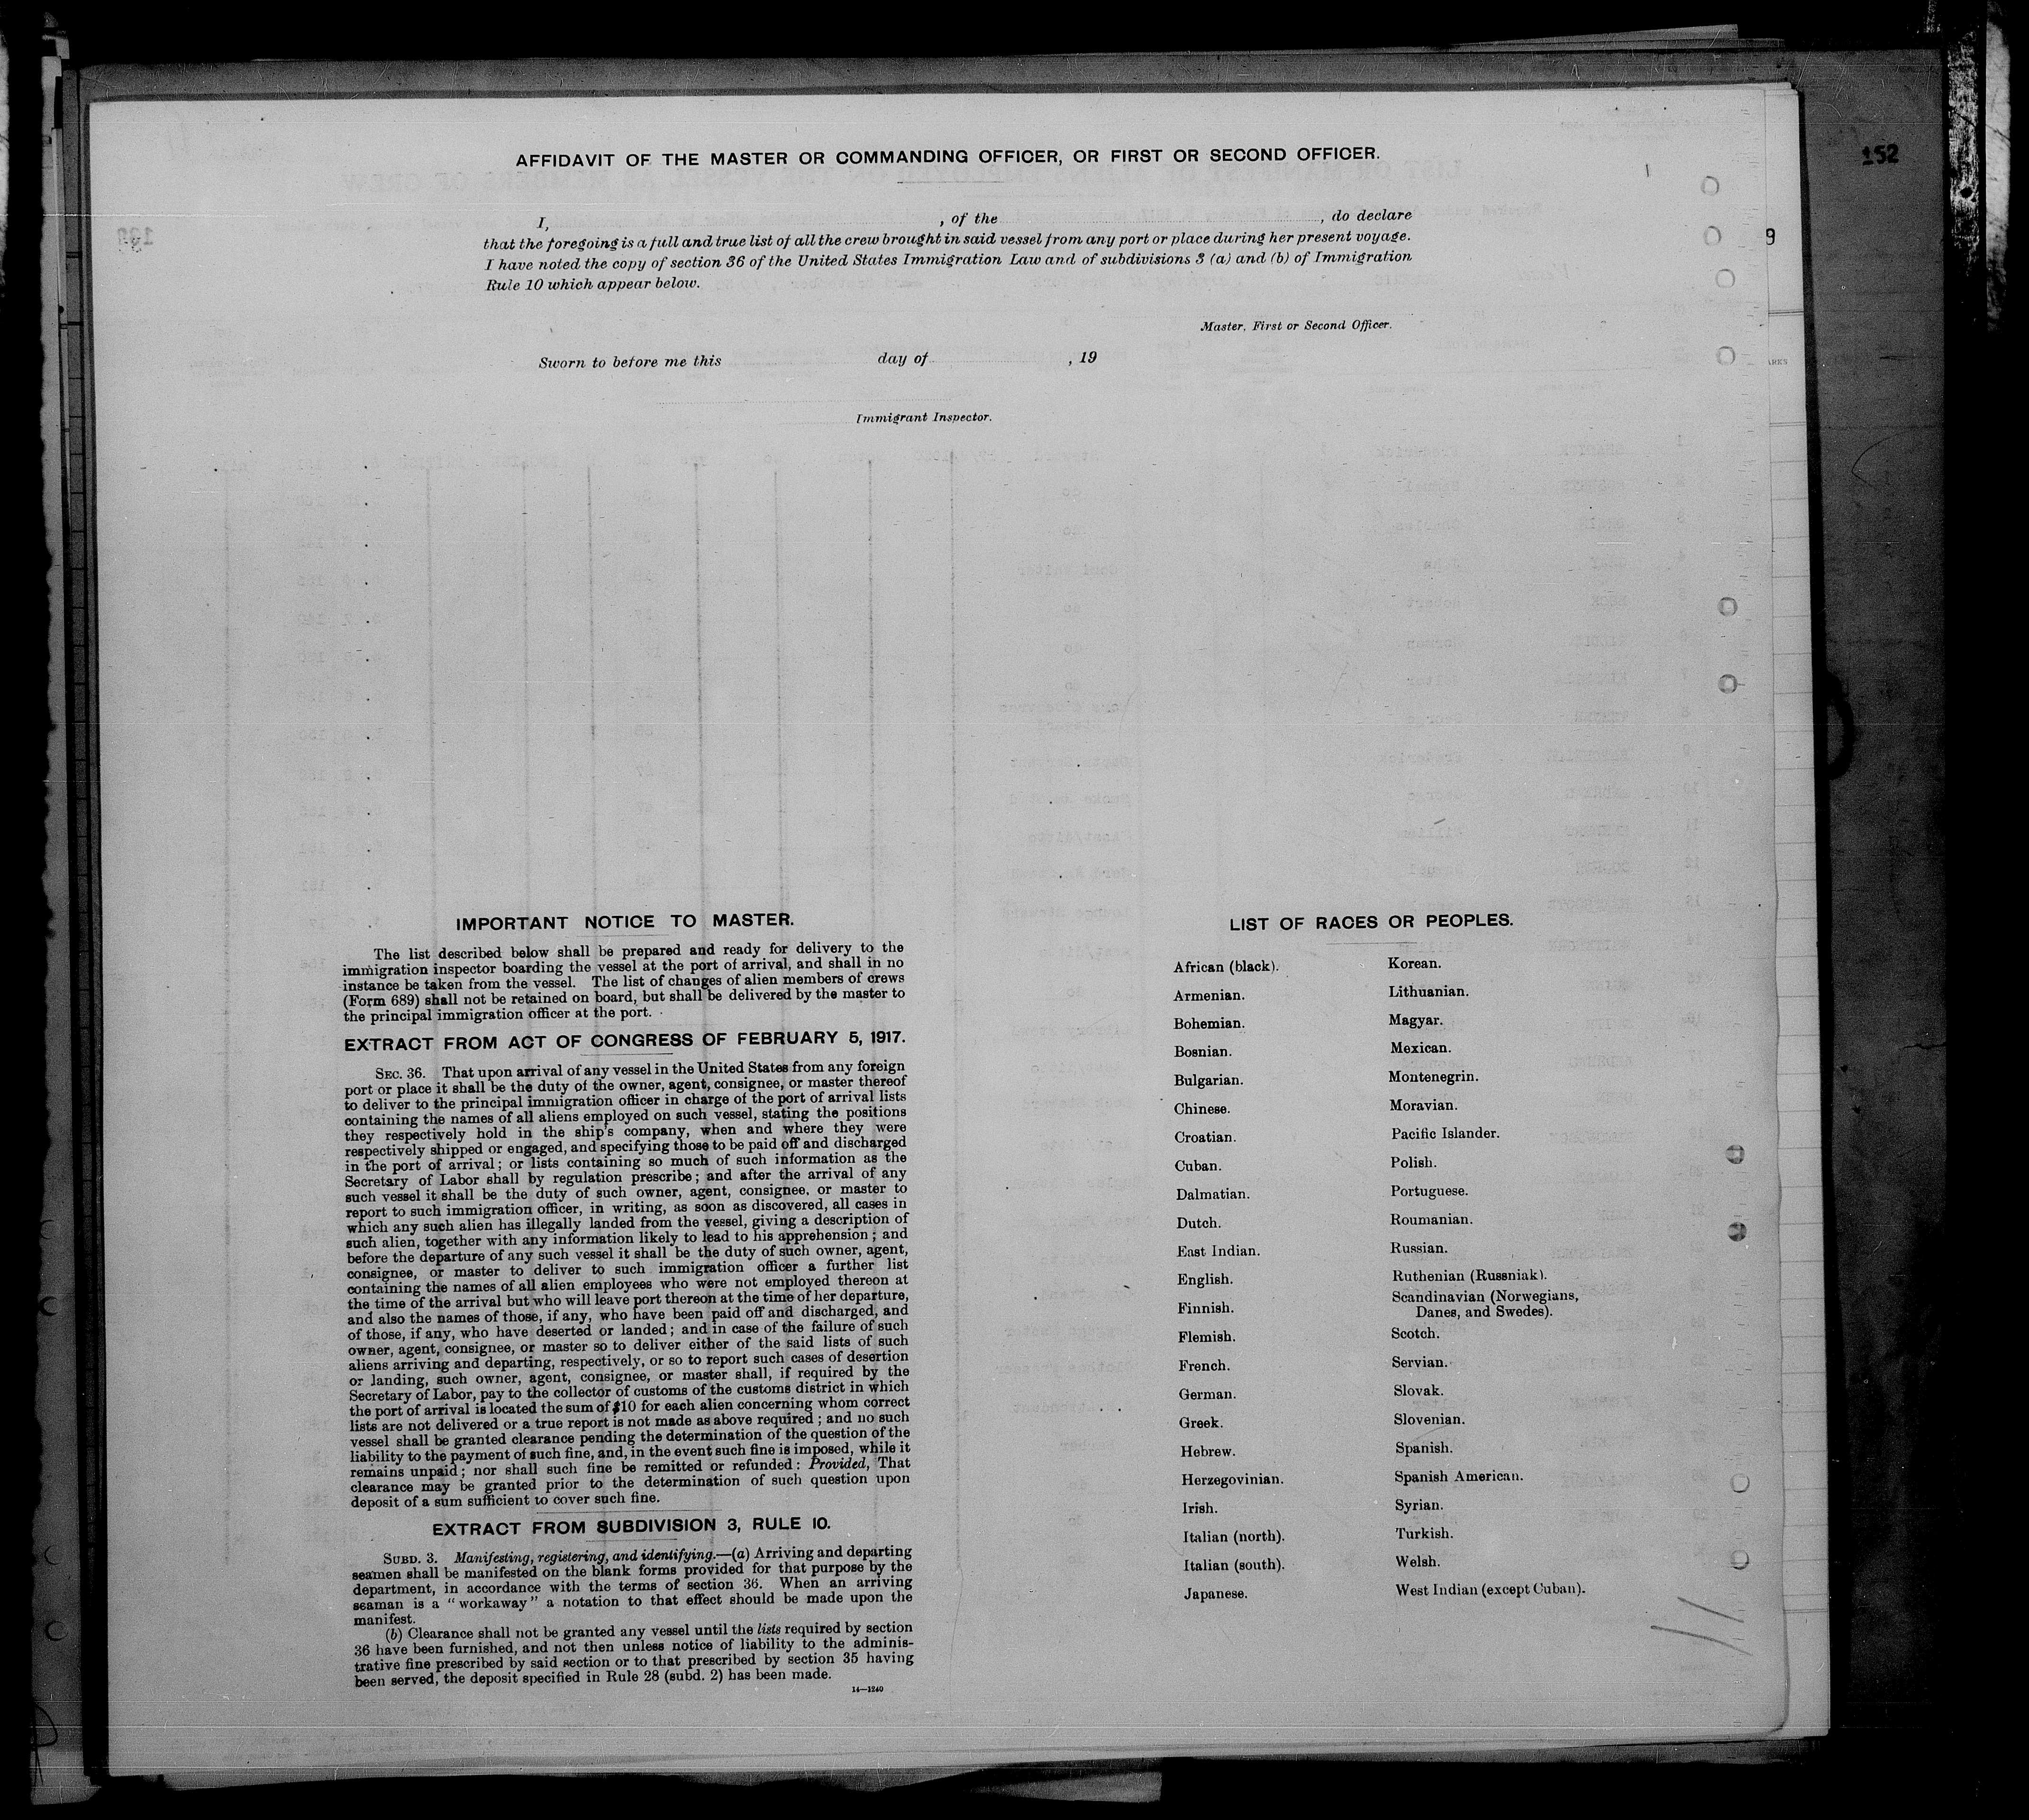 AFFIDAVIT OF THE MASTER OR COMMANDING OFFICER, OR FIRST OR SECOND OFFICER.
I, , of the , do declare
that the foregoing is a full and true list of all the crew brought in said vessel from any port or place during her present voyage.
I have noted the copy of section 36 of the United States Immigration Law and of subdivisions 3 (a) and (b) of Immigration
Rule 10 which appear below.
Master, First or Second Officer.
Sworn to before me this day of , 19
Immigrant Inspector.
152
9
IMPORTANT NOTICE TO MASTER.
The list described below shall be prepared and ready for delivery to the
immigration inspector boarding the vessel at the port of arrival, and shall in no
instance be taken from the vessel. The list of changes of alien members of crews
(Form 689) shall not be retained on board, but shall be delivered by the master to
the principal immigration officer at the port.
EXTRACT FROM ACT OF CONGRESS OF FEBRUARY 5, 1917.
SEC. 36. That upon arrival of any vessel in the United States from any foreign
port or place it shall be the duty of the owner, agent, consignee, or master thereof
to deliver to the principal immigration officer in charge of the port of arrival lists
containing the names of all aliens employed on such vessel, stating the positions
they respectively hold in the ship's company, when and where they were
respectively shipped or engaged, and specifying those to be paid off and discharged
in the port of arrival; or lists containing so much of such information as the
Secretary of Labor shall by regulation prescribe; and after the arrival of any
such vessel it shall be the duty of such owner, agent, consignee, or master to
report to such immigration officer, in writing, as soon as discovered, all cases in
which any such alien has illegally landed from the vessel, giving a description of
such alien, together with any information likely to lead to his apprehension; and
before the departure of any such vessel it shall be the duty of such owner, agent,
consignee, or master to deliver to such immigration officer a further list
containing the names of all alien employees who were not employed thereon at
the time of the arrival but who will leave port thereon at the time of her departure,
and also the names of those, if any, who have been paid off and discharged, and
of those, if any, who have deserted or landed; and in case of the failure of such
owner, agent, consignee, or master so to deliver either of the said lists of such
aliens arriving and departing, respectively, or so to report such cases of desertion
or landing, such owner, agent, consignee, or master shall, if required by the
Secretary of Labor, pay to the collector of customs of the customs district in which
the port of arrival is located the sum of $10 for each alien concerning whom correct
lists are not delivered or a true report is not made as above required; and no such
vessel shall be granted clearance pending the determination of the question of the
liability to the payment of such fine, and, in the event such fine is imposed, while it
remains unpaid; nor shall such fine be remitted or refunded: Provided, That
clearance may be granted prior to the determination of such question upon
deposit of a sum sufficient to cover such fine.
EXTRACT FROM SUBDIVISION 3, RULE 10.
SUBD. 3. Manifesting, registering, and identifying.—(a) Arriving and departing
seamen shall be manifested on the blank forms provided for that purpose by the
department, in accordance with the terms of section 36. When an arriving
seaman is a "workaway" a notation to that effect should be made upon the
manifest.
(b) Clearance shall not be granted any vessel until the lists required by section
36 have been furnished, and not then unless notice of liability to the adminis-
trative fine prescribed by said section or to that prescribed by section 35 having
been served, the deposit specified in Rule 28 (subd. 2) has been made.
14—1240
LIST OF RACES OR PEOPLES.
African (black).
Armenian.
Bohemian.
Bosnian.
Bulgarian.
Chinese.
Croatian.
Cuban.
Dalmatian.
Dutch.
East Indian.
English.
Finnish.
Flemish.
French.
German.
Greek.
Hebrew.
Herzegovinian.
Irish.
Italian (north).
Italian (south).
Japanese.
Korean.
Lithuanian.
Magyar.
Mexican.
Montenegrin.
Moravian.
Pacific Islander.
Polish.
Portuguese.
Roumanian.
Russian.
Ruthenian (Russniak).
Scandinavian (Norwegians,
Danes, and Swedes).
Scotch.
Servian.
Slovak.
Slovenian.
Spanish.
Spanish American.
Syrian.
Turkish.
Welsh.
West Indian (except Cuban).